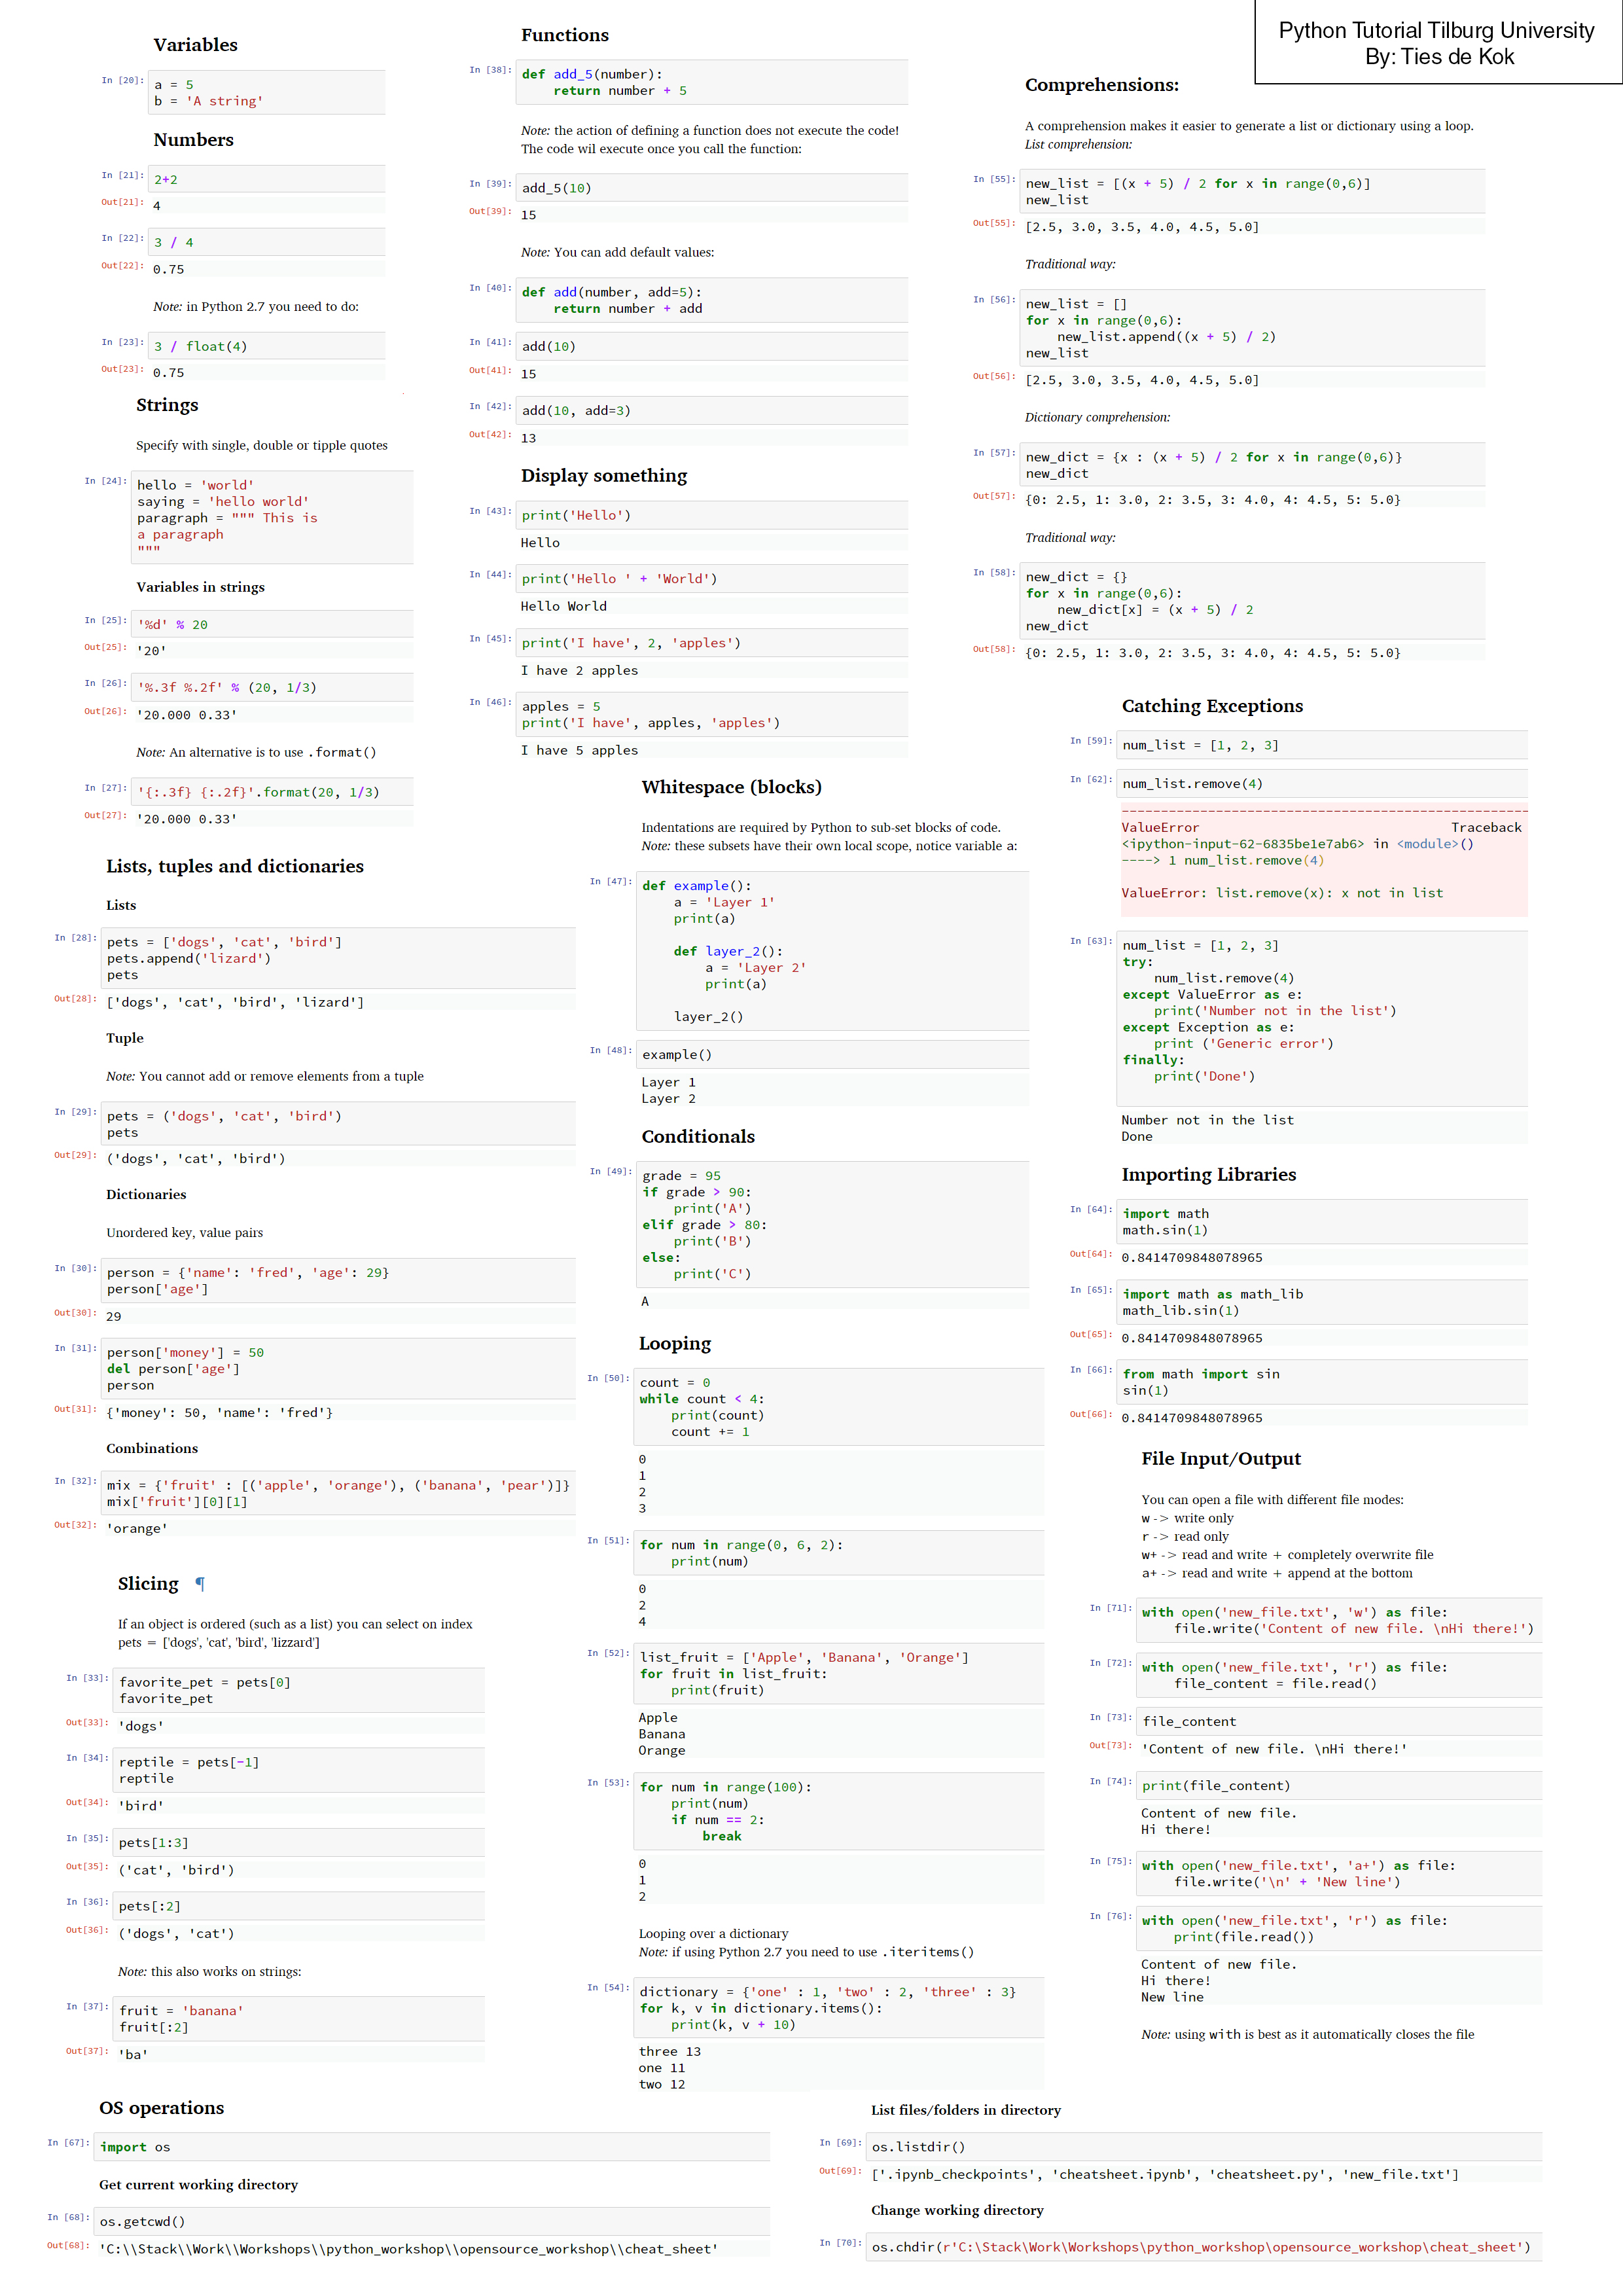 Python Tutorial Tilburg University
By: Ties de Kok
Variables
In [20]:
a = 5
b = 'A string'
Numbers
In [21]:
2+2
Out[21]:
4
In [22]:
3 / 4
Out[22]:
0.75
Note: in Python 2.7 you need to do:
In [23]:
3 / float(4)
Out[23]:
0.75
Strings
Specify with single, double or tipple quotes
In [24]:
hello = 'world'
saying = 'hello world'
paragraph = """ This is
a paragraph
"""
Variables in strings
In [25]:
'%d' % 20
Out[25]:
'20'
In [26]:
'%.3f %.2f' % (20, 1/3)
Out[26]:
'20.000 0.33'
Note: An alternative is to use .format()
In [27]:
'{:.3f} {:.2f}'.format(20, 1/3)
Out[27]:
'20.000 0.33'
Lists, tuples and dictionaries
Lists
In [28]:
pets = ['dogs', 'cat', 'bird']
pets.append('lizard')
pets
Out[28]:
['dogs', 'cat', 'bird', 'lizard']
Tuple
Note: You cannot add or remove elements from a tuple
In [29]:
pets = ('dogs', 'cat', 'bird')
pets
Out[29]:
('dogs', 'cat', 'bird')
Dictionaries
Unordered key, value pairs
In [30]:
person = {'name': 'fred', 'age': 29}
person['age']
Out[30]:
29
In [31]:
person['money'] = 50
del person['age']
person
Out[31]:
{'money': 50, 'name': 'fred'}
Combinations
In [32]:
mix = {'fruit' : [('apple', 'orange'), ('banana', 'pear')]}
mix['fruit'][0][1]
Out[32]:
'orange'
Slicing ¶
If an object is ordered (such as a list) you can select on index
pets = ['dogs', 'cat', 'bird', 'lizzard']
In [33]:
favorite_pet = pets[0]
favorite_pet
Out[33]:
'dogs'
In [34]:
reptile = pets[-1]
reptile
Out[34]:
'bird'
In [35]:
pets[1:3]
Out[35]:
('cat', 'bird')
In [36]:
pets[:2]
Out[36]:
('dogs', 'cat')
Note: this also works on strings:
In [37]:
fruit = 'banana'
fruit[:2]
Out[37]:
'ba'
Functions
In [38]:
def add_5(number):
    return number + 5
Note: the action of defining a function does not execute the code!
The code wil execute once you call the function:
In [39]:
add_5(10)
Out[39]:
15
Note: You can add default values:
In [40]:
def add(number, add=5):
    return number + add
In [41]:
add(10)
Out[41]:
15
In [42]:
add(10, add=3)
Out[42]:
13
Display something
In [43]:
print('Hello')
Hello
In [44]:
print('Hello ' + 'World')
Hello World
In [45]:
print('I have', 2, 'apples')
I have 2 apples
In [46]:
apples = 5
print('I have', apples, 'apples')
I have 5 apples
Whitespace (blocks)
Indentations are required by Python to sub-set blocks of code.
Note: these subsets have their own local scope, notice variable a:
In [47]:
def example():
    a = 'Layer 1'
    print(a)
    def layer_2():
        a = 'Layer 2'
        print(a)
    layer_2()
In [48]:
example()
Layer 1
Layer 2
Conditionals
In [49]:
grade = 95
if grade > 90:
    print('A')
elif grade > 80:
    print('B')
else:
    print('C')
A
Looping
In [50]:
count = 0
while count < 4:
    print(count)
    count += 1
0
1
2
3
In [51]:
for num in range(0, 6, 2):
    print(num)
0
2
4
In [52]:
list_fruit = ['Apple', 'Banana', 'Orange']
for fruit in list_fruit:
    print(fruit)
Apple
Banana
Orange
In [53]:
for num in range(100):
    print(num)
    if num == 2:
        break
0
1
2
Looping over a dictionary
Note: if using Python 2.7 you need to use .iteritems()
In [54]:
dictionary = {'one' : 1, 'two' : 2, 'three' : 3}
for k, v in dictionary.items():
    print(k, v + 10)
three 13
one 11
two 12
Comprehensions:
A comprehension makes it easier to generate a list or dictionary using a loop.
List comprehension:
In [55]:
new_list = [(x + 5) / 2 for x in range(0,6)]
new_list
Out[55]:
[2.5, 3.0, 3.5, 4.0, 4.5, 5.0]
Traditional way:
In [56]:
new_list = []
for x in range(0,6):
    new_list.append((x + 5) / 2)
new_list
Out[56]:
[2.5, 3.0, 3.5, 4.0, 4.5, 5.0]
Dictionary comprehension:
In [57]:
new_dict = {x : (x + 5) / 2 for x in range(0,6)}
new_dict
Out[57]:
{0: 2.5, 1: 3.0, 2: 3.5, 3: 4.0, 4: 4.5, 5: 5.0}
Traditional way:
In [58]:
new_dict = {}
for x in range(0,6):
    new_dict[x] = (x + 5) / 2
new_dict
Out[58]:
{0: 2.5, 1: 3.0, 2: 3.5, 3: 4.0, 4: 4.5, 5: 5.0}
Catching Exceptions
In [59]:
num_list = [1, 2, 3]
In [62]:
num_list.remove(4)
---------------------------------------------------
ValueError Traceback
<ipython-input-62-6835be1e7ab6> in <module>()
----> 1 num_list.remove(4)
ValueError: list.remove(x): x not in list
In [63]:
num_list = [1, 2, 3]
try:
    num_list.remove(4)
except ValueError as e:
    print('Number not in the list')
except Exception as e:
    print ('Generic error')
finally:
    print('Done')
Number not in the list
Done
Importing Libraries
In [64]:
import math
math.sin(1)
Out[64]:
0.8414709848078965
In [65]:
import math as math_lib
math_lib.sin(1)
Out[65]:
0.8414709848078965
In [66]:
from math import sin
sin(1)
Out[66]:
0.8414709848078965
File Input/Output
You can open a file with different file modes:
w -> write only
r -> read only
w+ -> read and write + completely overwrite file
a+ -> read and write + append at the bottom
In [71]:
with open('new_file.txt', 'w') as file:
    file.write('Content of new file. \nHi there!')
In [72]:
with open('new_file.txt', 'r') as file:
    file_content = file.read()
In [73]:
file_content
Out[73]:
'Content of new file. \nHi there!'
In [74]:
print(file_content)
Content of new file.
Hi there!
In [75]:
with open('new_file.txt', 'a+') as file:
    file.write('\n' + 'New line')
In [76]:
with open('new_file.txt', 'r') as file:
    print(file.read())
Content of new file.
Hi there!
New line
Note: using with is best as it automatically closes the file
OS operations
In [67]:
import os
Get current working directory
In [68]:
os.getcwd()
Out[68]:
'C:\\Stack\\Work\\Workshops\\python_workshop\\opensource_workshop\\cheat_sheet'
List files/folders in directory
In [69]:
os.listdir()
Out[69]:
['.ipynb_checkpoints', 'cheatsheet.ipynb', 'cheatsheet.py', 'new_file.txt']
Change working directory
In [70]:
os.chdir(r'C:\Stack\Work\Workshops\python_workshop\opensource_workshop\cheat_sheet')